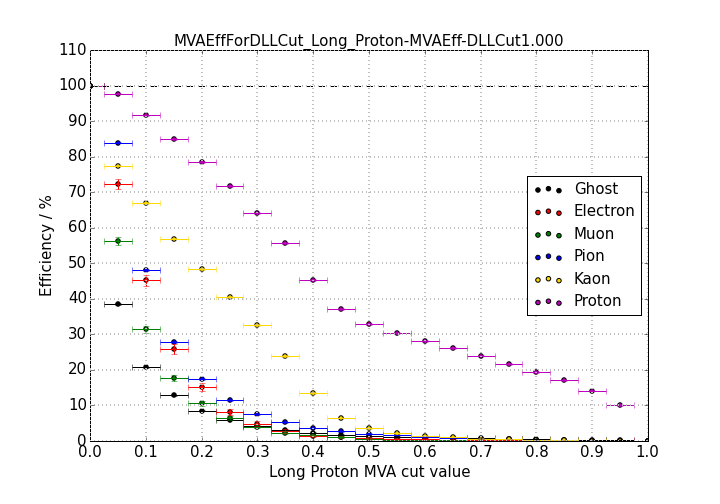 MVAEffForDLLCut_Long_Proton-MVAEff-DLLCut1.000
110
100
90
80
70
60
50
40
30
20
10
0
Efficiency / %
Ghost
Electron
Muon
Pion
Kaon
Proton
0.0 0.1 0.2 0.3 0.4 0.5 0.6 0.7 0.8 0.9 1.0
Long Proton MVA cut value